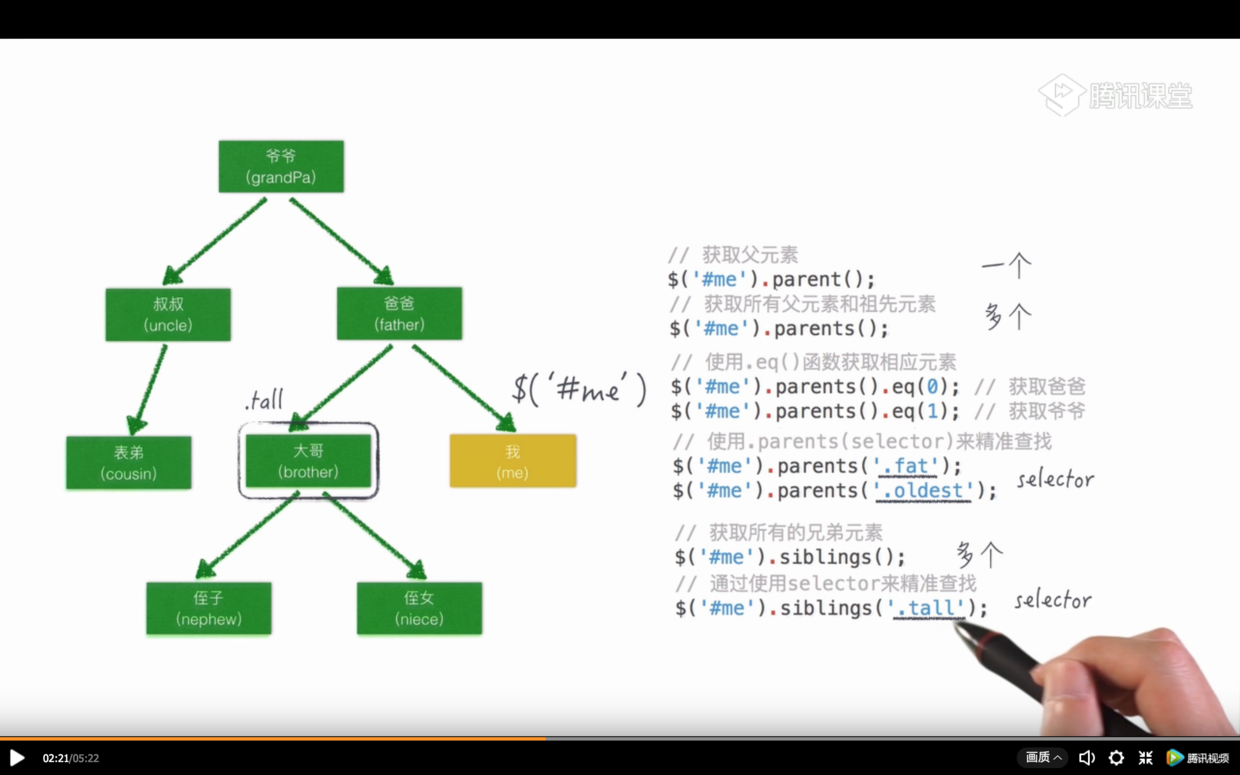 腾讯课堂
爷爷
(grandPa)
叔叔
(uncle)
爸爸
(father)
.tall
$('#me')
表弟
(cousin)
大哥
(brother)
我
(me)
侄子
(nephew)
侄女
(niece)
// 获取父元素
$('#me').parent();
一个
// 获取所有父元素和祖先元素
$('#me').parents();
多个
// 使用.eq()函数获取相应元素
$('#me').parents().eq(0); // 获取爸爸
$('#me').parents().eq(1); // 获取爷爷
// 使用.parents(selector)来精准查找
$('#me').parents('.fat');
$('#me').parents('.oldest');
selector
// 获取所有的兄弟元素
$('#me').siblings();
多个
// 通过使用selector来精准查找
$('#me').siblings('.tall');
selector
02:21/05:22
画质
腾讯视频